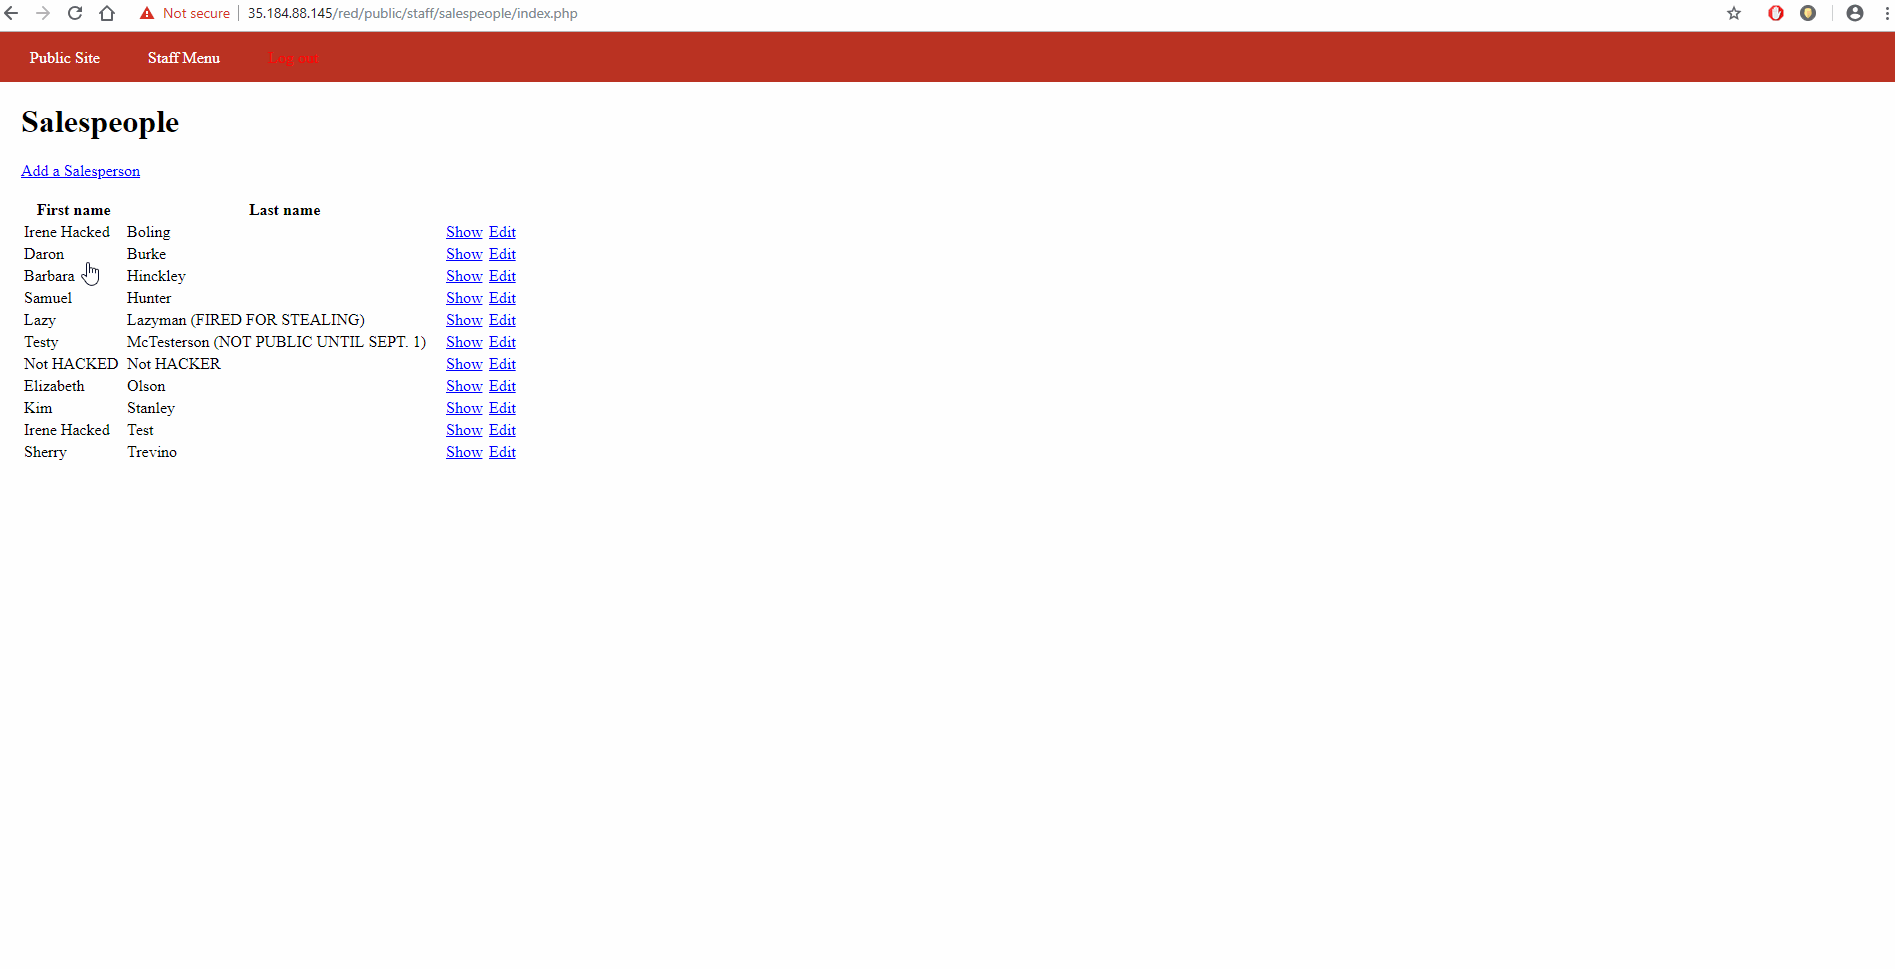 Not secure 35.184.88.145/red/public/staff/salespeople/index.php
Public Site Staff Menu Log out
Salespeople
Add a Salesperson
First name Last name
Irene Hacked Boling Show Edit
Daron Burke Show Edit
Barbara Hinckley Show Edit
Samuel Hunter Show Edit
Lazy Lazyman (FIRED FOR STEALING) Show Edit
Testy McTesterson (NOT PUBLIC UNTIL SEPT. 1) Show Edit
Not HACKED Not HACKER Show Edit
Elizabeth Olson Show Edit
Kim Stanley Show Edit
Irene Hacked Test Show Edit
Sherry Trevino Show Edit